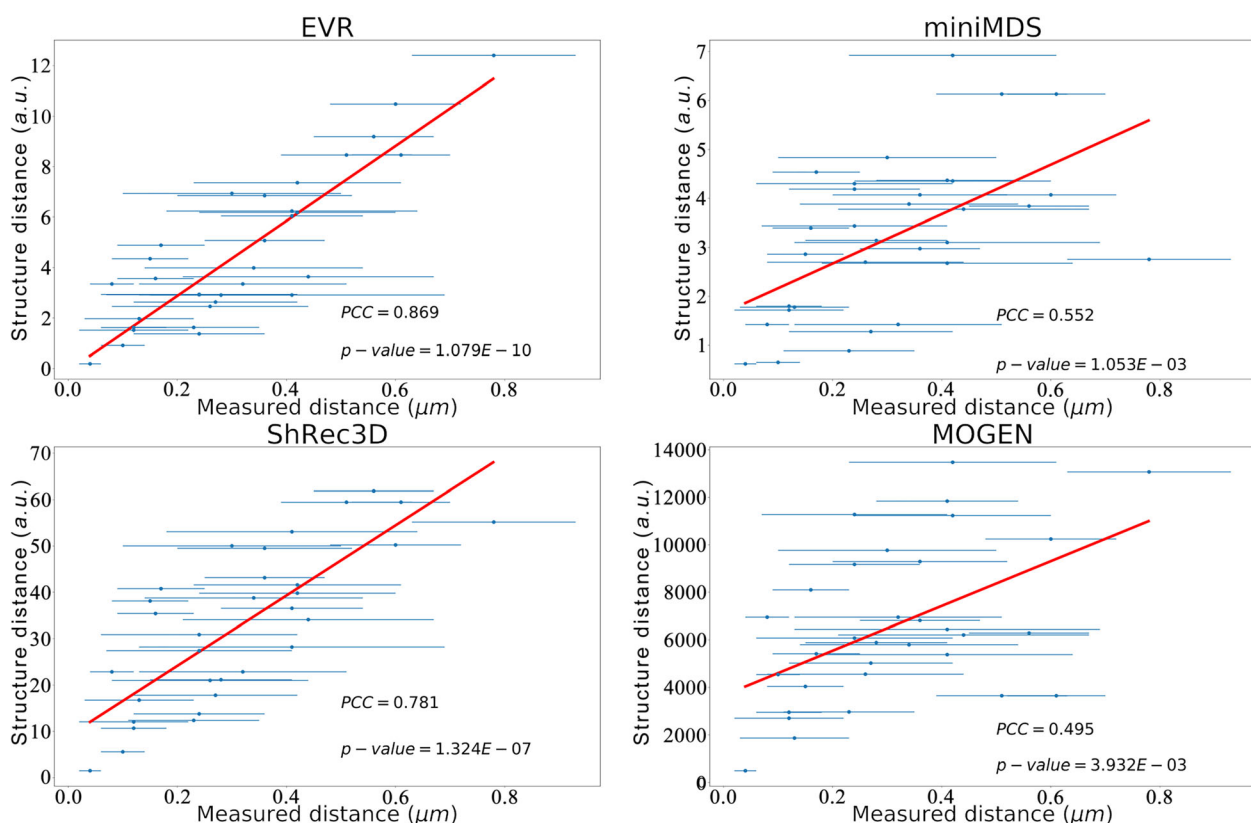 EVR
12
10
8
6
4
2
0
Structure distance (a.u.)
PCC = 0.869
p − value = 1.079E − 10
0.0 0.2 0.4 0.6 0.8
Measured distance (μm)
miniMDS
7
6
5
4
3
2
1
Structure distance (a.u.)
PCC = 0.552
p − value = 1.053E − 03
0.0 0.2 0.4 0.6 0.8
Measured distance (μm)
ShRec3D
70
60
50
40
30
20
10
0
Structure distance (a.u.)
PCC = 0.781
p − value = 1.324E − 07
0.0 0.2 0.4 0.6 0.8
Measured distance (μm)
MOGEN
14000
12000
10000
8000
6000
4000
2000
0
Structure distance (a.u.)
PCC = 0.495
p − value = 3.932E − 03
0.0 0.2 0.4 0.6 0.8
Measured distance (μm)